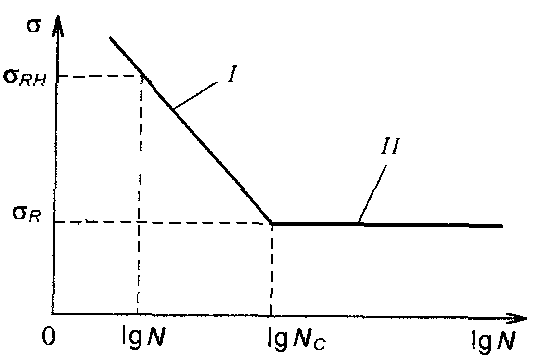 σ
σRH
I
II
σR
0 lg N lg NC lg N